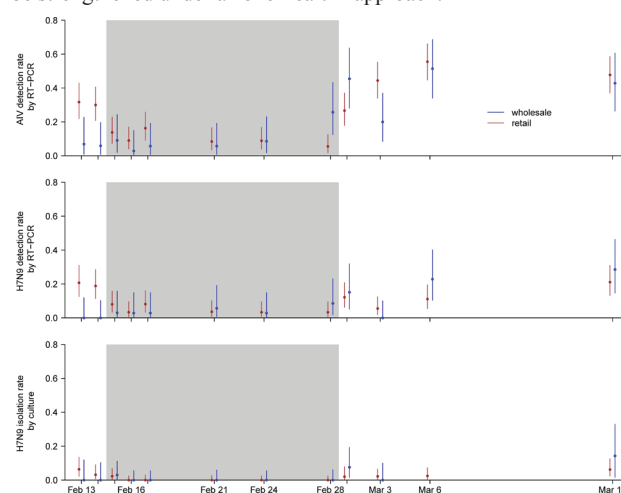 AIV detection rate
by RT−PCR
0.8
0.6
0.4
0.2
0.0
wholesale
retail
H7N9 detection rate
by RT−PCR
0.8
0.6
0.4
0.2
0.0
H7N9 isolation rate
by culture
0.8
0.6
0.4
0.2
0.0
Feb 13 Feb 16 Feb 21 Feb 24 Feb 28 Mar 3 Mar 6 Mar 1